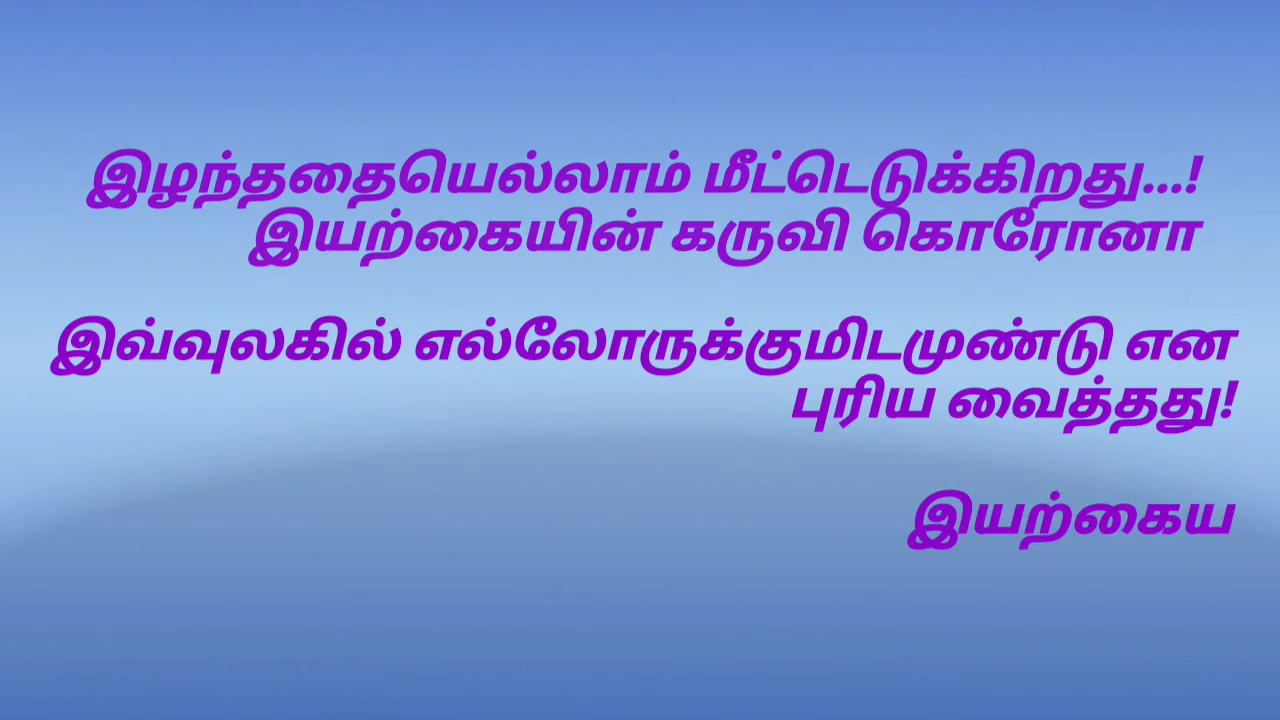 இழந்ததையெல்லாம் மீட்டெடுக்கிறது...!
இயற்கையின் கருவி கொரோனா
இவ்வுலகில் எல்லோருக்குமிடமுண்டு என
புரிய வைத்தது!
இயற்கைய